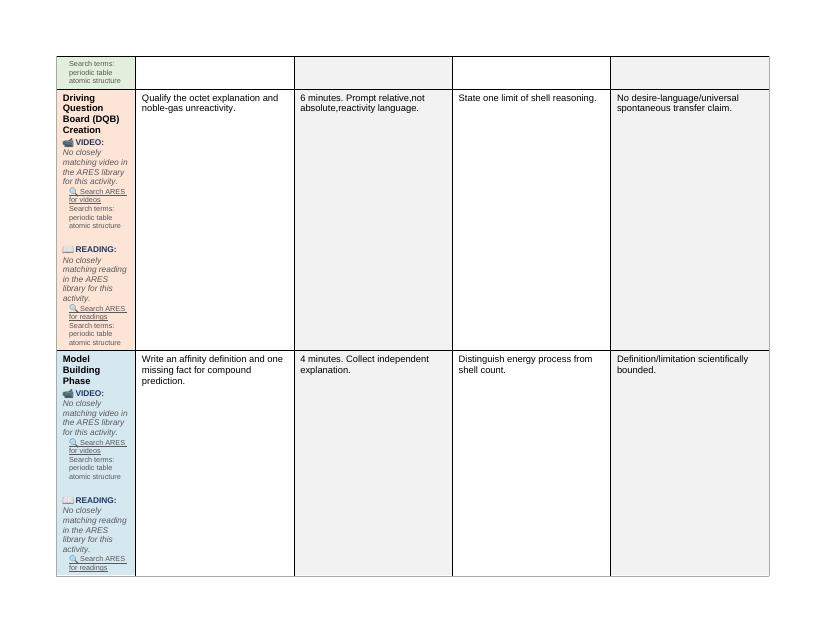 Search terms:
periodic table
atomic structure
Driving
Question
Board (DQB)
Creation
📹 VIDEO:
No closely
matching video in
the ARES library
for this activity.
🔍 Search ARES
for videos
Search terms:
periodic table
atomic structure
📖 READING:
No closely
matching reading
in the ARES
library for this
activity.
🔍 Search ARES
for readings
Search terms:
periodic table
atomic structure
Qualify the octet explanation and
noble-gas unreactivity.
6 minutes. Prompt relative,not
absolute,reactivity language.
State one limit of shell reasoning.
No desire-language/universal
spontaneous transfer claim.
Model
Building
Phase
📹 VIDEO:
No closely
matching video in
the ARES library
for this activity.
🔍 Search ARES
for videos
Search terms:
periodic table
atomic structure
📖 READING:
No closely
matching reading
in the ARES
library for this
activity.
🔍 Search ARES
for readings
Write an affinity definition and one
missing fact for compound
prediction.
4 minutes. Collect independent
explanation.
Distinguish energy process from
shell count.
Definition/limitation scientifically
bounded.